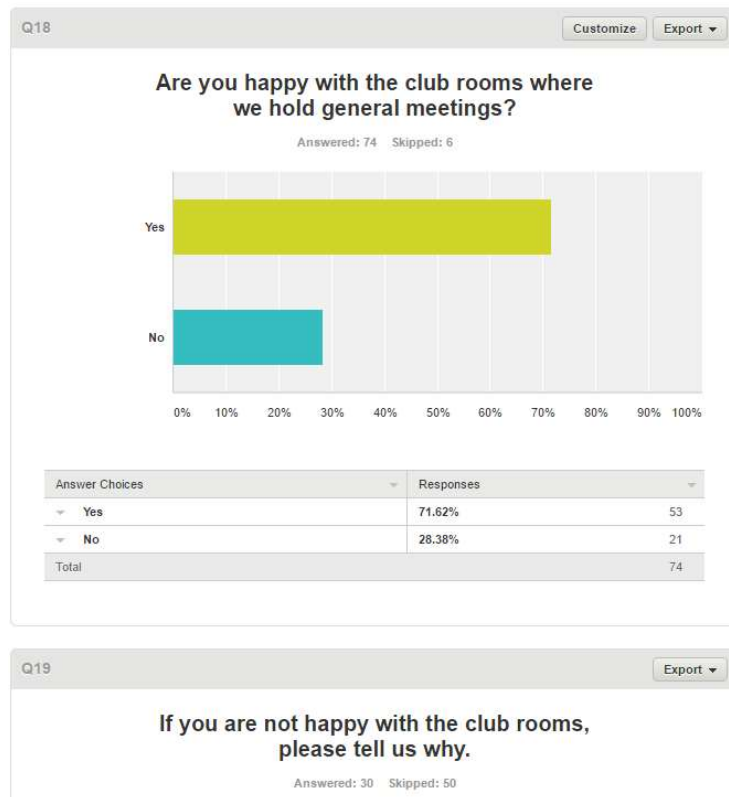 Q18
Customize
Export
Are you happy with the club rooms where
we hold general meetings?
Answered: 74 Skipped: 6
Yes
No
0% 10% 20% 30% 40% 50% 60% 70% 80% 90% 100%
Answer Choices Responses
Yes 71.62% 53
No 28.38% 21
Total 74
Q19
Export
If you are not happy with the club rooms,
please tell us why.
Answered: 30 Skipped: 50